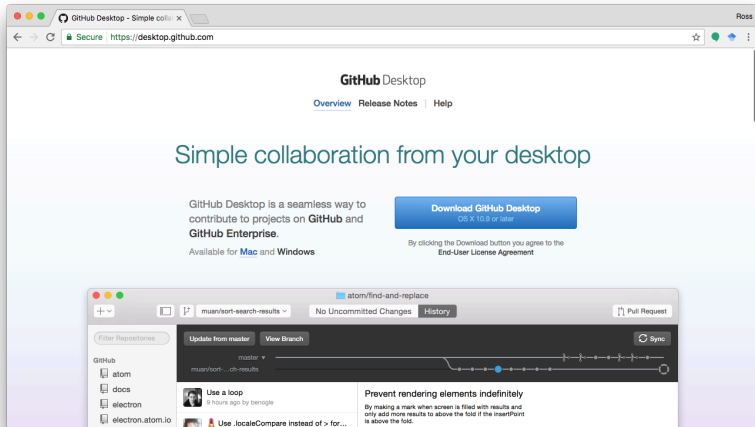 GitHub Desktop - Simple colla
Ross
Secure https://desktop.github.com
GitHub Desktop
Overview Release Notes Help
Simple collaboration from your desktop
GitHub Desktop is a seamless way to
contribute to projects on GitHub and
GitHub Enterprise.
Available for Mac and Windows
Download GitHub Desktop
OS X 10.9 or later
By clicking the Download button you agree to the
End-User License Agreement
atom/find-and-replace
muan/sort-search-results
No Uncommitted Changes History
Pull Request
Filter Repositories
Update from master View Branch
Sync
master
muan/sort-...ch-results
GitHub
atom
docs
electron
electron.atom.io
Use a loop
9 hours ago by benogle
Use .localeCompare instead of > for...
Prevent rendering elements indefinitely
By making a mark when screen is filled with results and
only add more results to above the fold if the insertPoint
is above the fold.